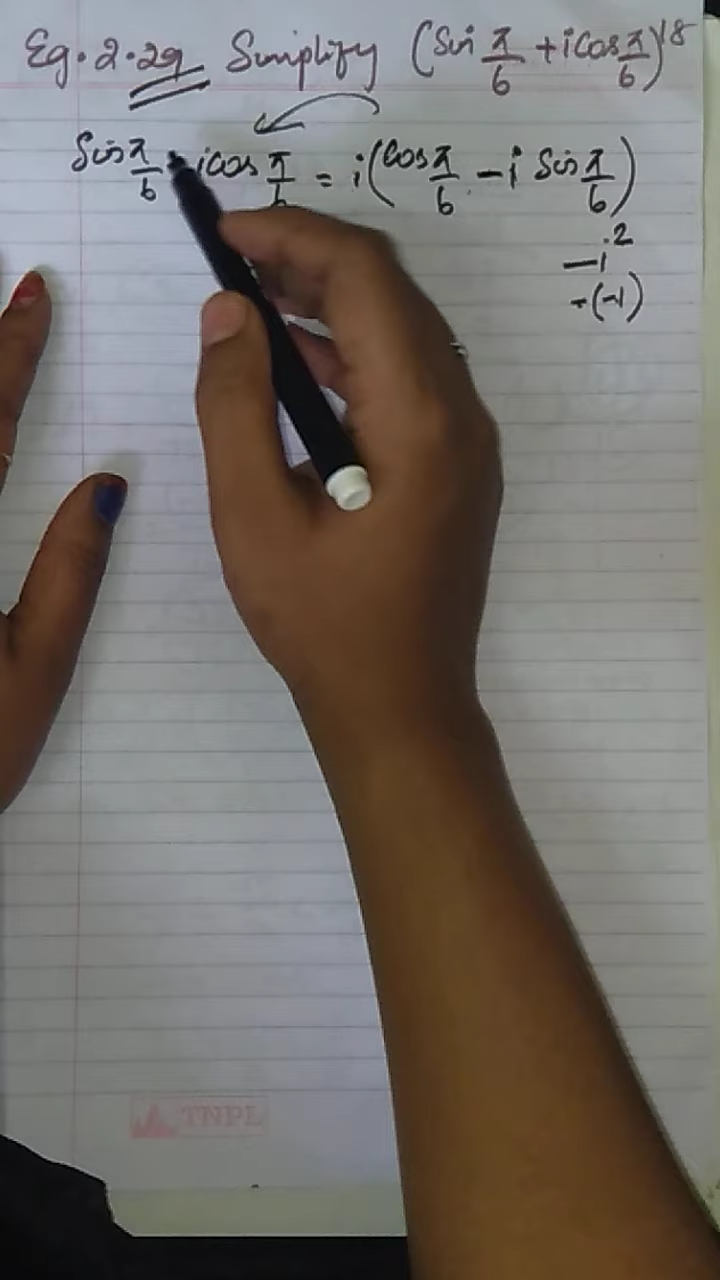 Eg. 2.29 Simplify (Sin π/6 + i Cos π/6)^18
Sin π/6 + i cos π/6 = i (Cos π/6 - i Sin π/6)
-i²
-(-1)
TNPL